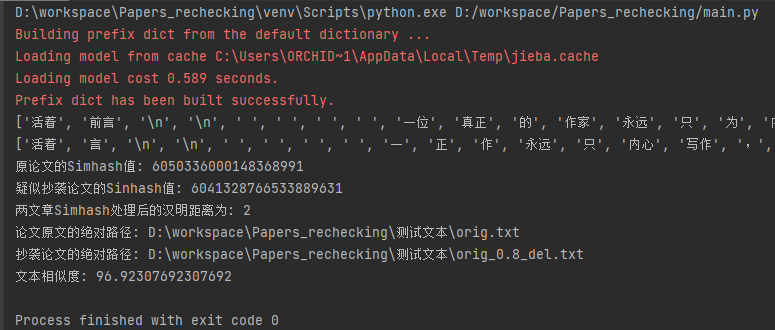 D:\workspace\Papers_rechecking\venv\Scripts\python.exe D:/workspace/Papers_rechecking/main.py
Building prefix dict from the default dictionary ...
Loading model from cache C:\Users\ORCHID~1\AppData\Local\Temp\jieba.cache
Loading model cost 0.589 seconds.
Prefix dict has been built successfully.
['活着', '前言', '\n', '\n', ' ', ' ', ' ', ' ', '一位', '真正', '的', '作家', '永远', '只', '为', '
['活着', '言', '\n', '\n', ' ', ' ', ' ', ' ', '一', '正', '作', '永远', '只', '内心', '写作', ',',
原论文的Simhash值: 6050336000148368991
疑似抄袭论文的Sinhash值: 6041328766533889631
两文章Simhash处理后的汉明距离为: 2
论文原文的绝对路径: D:\workspace\Papers_rechecking\测试文本\orig.txt
抄袭论文的绝对路径: D:\workspace\Papers_rechecking\测试文本\orig_0.8_del.txt
文本相似度: 96.92307692307692
Process finished with exit code 0